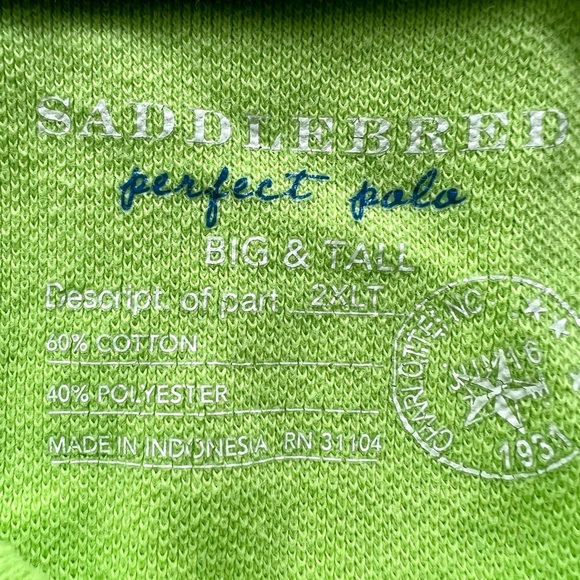 SADDLEBRED
perfect polo
BIG & TALL
Descript. of part 2XLT
60% COTTON
40% POLYESTER
MADE IN INDONESIA RN 31104
CHARLOTTE, NC
1931